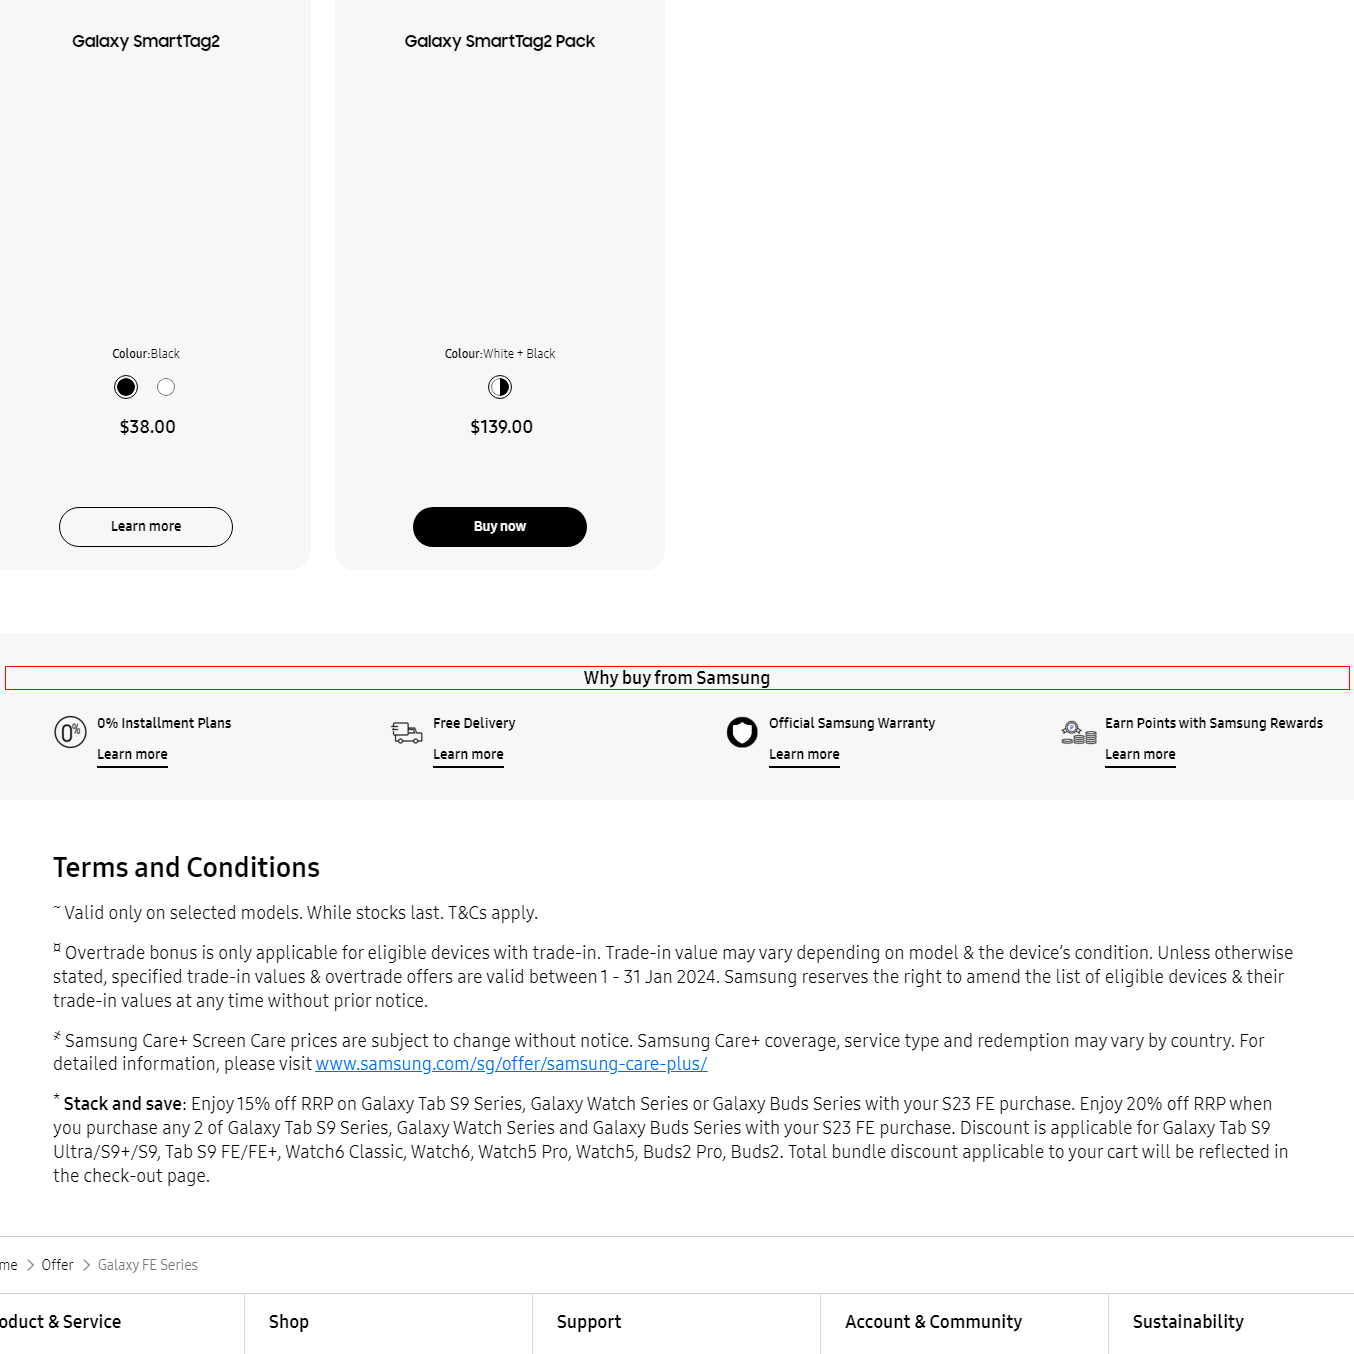 Galaxy SmartTag2
Galaxy SmartTag2 Pack
Colour:Black
Colour:White + Black
$38.00
$139.00
Learn more
Buy now
Why buy from Samsung
0%
0% Installment Plans
Learn more
Free Delivery
Learn more
Official Samsung Warranty
Learn more
Earn Points with Samsung Rewards
Learn more
Terms and Conditions
~ Valid only on selected models. While stocks last. T&Cs apply.
¤ Overtrade bonus is only applicable for eligible devices with trade-in. Trade-in value may vary depending on model & the device’s condition. Unless otherwise
stated, specified trade-in values & overtrade offers are valid between 1 - 31 Jan 2024. Samsung reserves the right to amend the list of eligible devices & their
trade-in values at any time without prior notice.
* Samsung Care+ Screen Care prices are subject to change without notice. Samsung Care+ coverage, service type and redemption may vary by country. For
detailed information, please visit www.samsung.com/sg/offer/samsung-care-plus/
* Stack and save: Enjoy 15% off RRP on Galaxy Tab S9 Series, Galaxy Watch Series or Galaxy Buds Series with your S23 FE purchase. Enjoy 20% off RRP when
you purchase any 2 of Galaxy Tab S9 Series, Galaxy Watch Series and Galaxy Buds Series with your S23 FE purchase. Discount is applicable for Galaxy Tab S9
Ultra/S9+/S9, Tab S9 FE/FE+, Watch6 Classic, Watch6, Watch5 Pro, Watch5, Buds2 Pro, Buds2. Total bundle discount applicable to your cart will be reflected in
the check-out page.
me > Offer > Galaxy FE Series
oduct & Service
Shop
Support
Account & Community
Sustainability